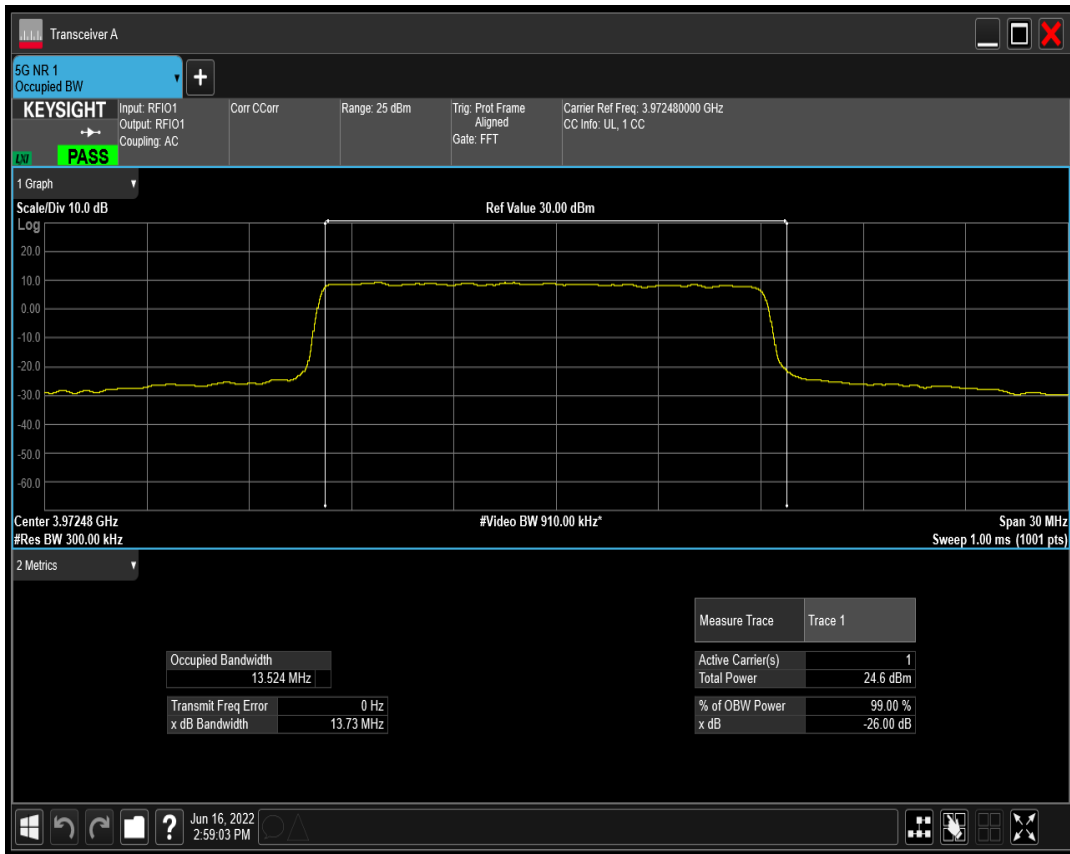 Transceiver A
5G NR 1
Occupied BW
+
KEYSIGHT
LXI PASS
Input: RFIO1
Output: RFIO1
Coupling: AC
Corr CCorr
Range: 25 dBm
Trig: Prot Frame
Aligned
Gate: FFT
Carrier Ref Freq: 3.972480000 GHz
CC Info: UL, 1 CC
1 Graph
Scale/Div 10.0 dB
Ref Value 30.00 dBm
Log
20.0
10.0
0.00
-10.0
-20.0
-30.0
-40.0
-50.0
-60.0
Center 3.97248 GHz
#Video BW 910.00 kHz*
Span 30 MHz
#Res BW 300.00 kHz
Sweep 1.00 ms (1001 pts)
2 Metrics
Measure Trace Trace 1
Occupied Bandwidth
13.524 MHz
Active Carrier(s) 1
Total Power 24.6 dBm
Transmit Freq Error 0 Hz
x dB Bandwidth 13.73 MHz
% of OBW Power 99.00 %
x dB -26.00 dB
?
Jun 16, 2022
2:59:03 PM